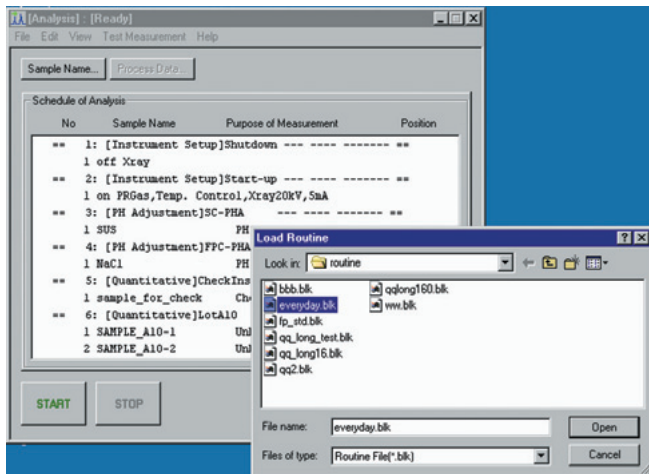 [Analysis] : [Ready]
File Edit View Test Measurement Help
Sample Name... Process Data...
Schedule of Analysis
No Sample Name Purpose of Measurement Position
== 1: [Instrument Setup]Shutdown --- ---- ------- ==
1 off Xray
== 2: [Instrument Setup]Start-up --- ---- ------- ==
1 on PRGas,Temp. Control,Xray20kV,5mA
== 3: [PH Adjustment]SC-PHA --- ---- ------- ==
1 SUS PH
== 4: [PH Adjustment]FPC-PHA
1 NaCl PH
== 5: [Quantitative]CheckIns
1 sample_for_check Ch
== 6: [Quantitative]LotA10
1 SAMPLE_A10-1 Un
2 SAMPLE_A10-2 Un
START STOP
Load Routine
Look in: routine
bbb.blk qqlong160.blk
everyday.blk ww.blk
fp_std.blk
qq_long_test.blk
qq_long16.blk
qq2.blk
File name: everyday.blk Open
Files of type: Routine File(*.blk) Cancel